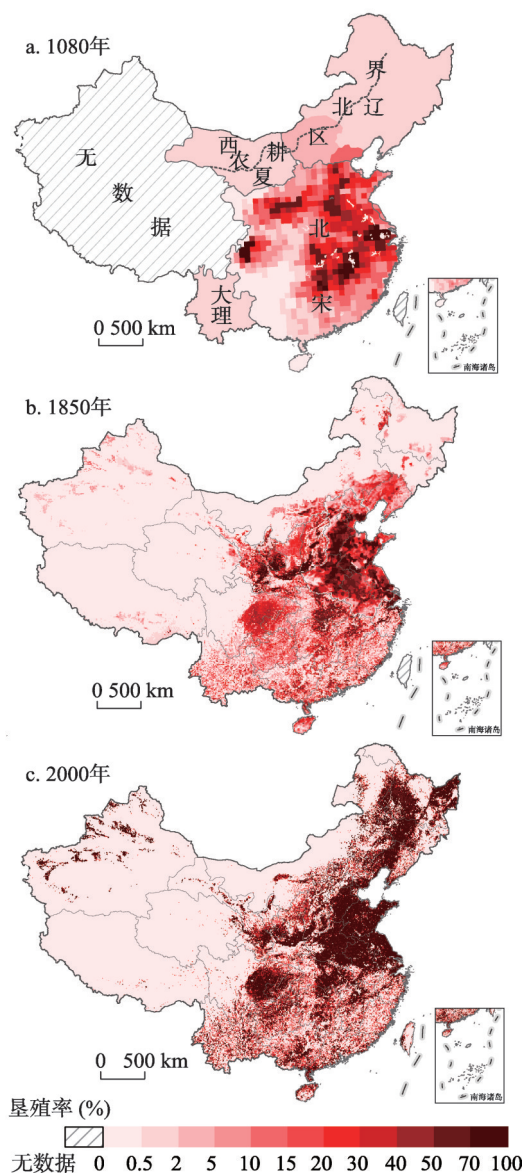 a. 1080年
界
北 辽
区
西 耕
农
夏
无
数
据
北
宋
大
理
0 500 km
南海诸岛
b. 1850年
0 500 km
南海诸岛
c. 2000年
0 500 km
南海诸岛
垦殖率 (%)
无数据 0 0.5 2 5 10 15 20 30 40 50 70 100